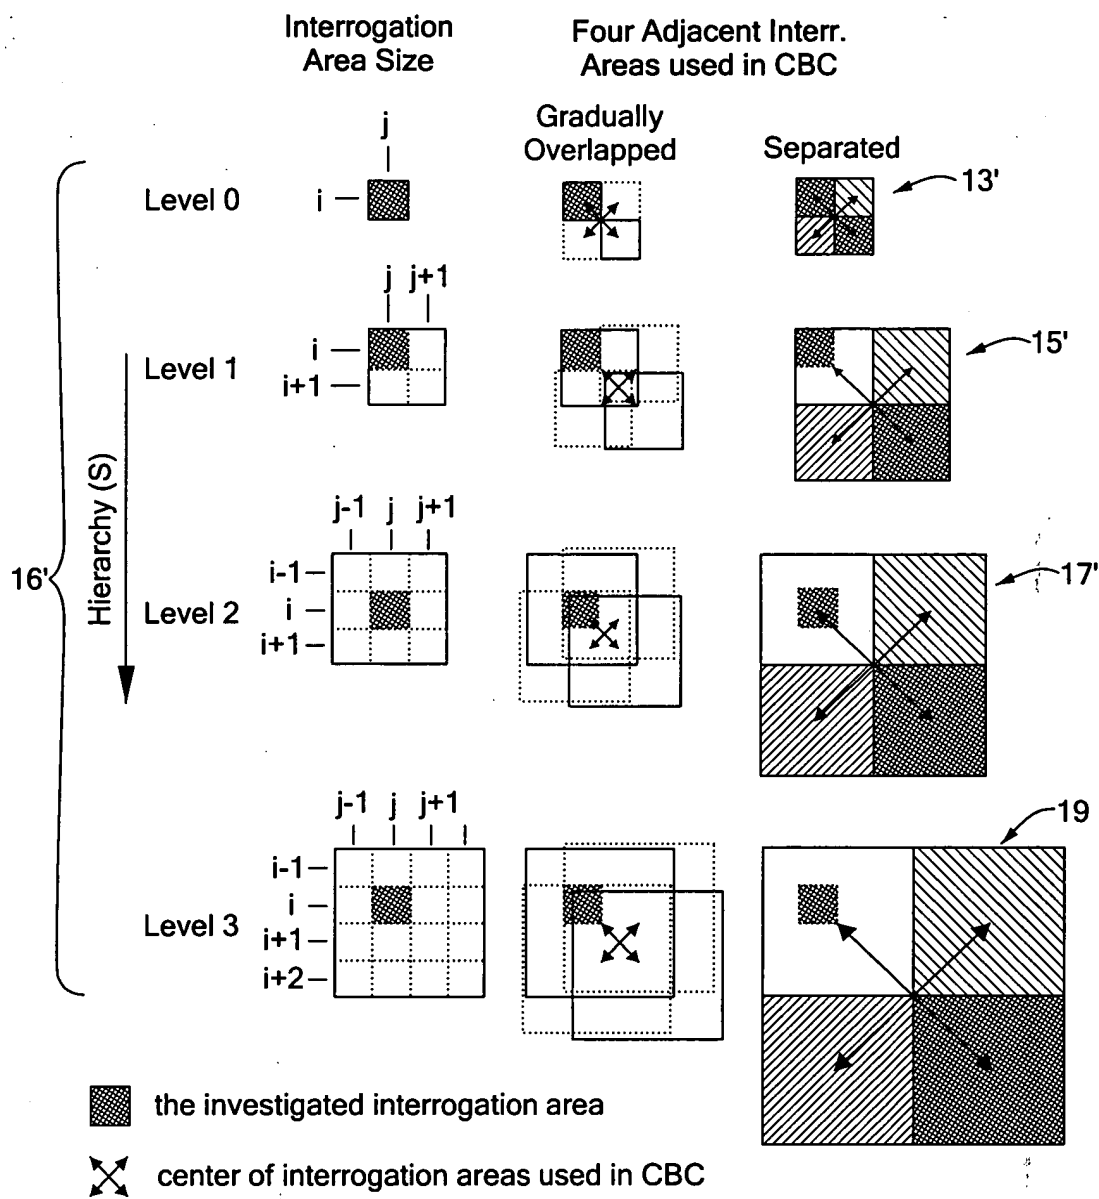 Interrogation
Area Size
Four Adjacent Interr.
Areas used in CBC
Gradually
Overlapped
Separated
j
Level 0
i
13'
j j+1
Level 1
i
i+1
15'
Hierarchy (S)
16'
j-1 j j+1
Level 2
i-1
i
i+1
17'
j-1 j j+1
Level 3
i-1
i
i+1
i+2
19
the investigated interrogation area
center of interrogation areas used in CBC